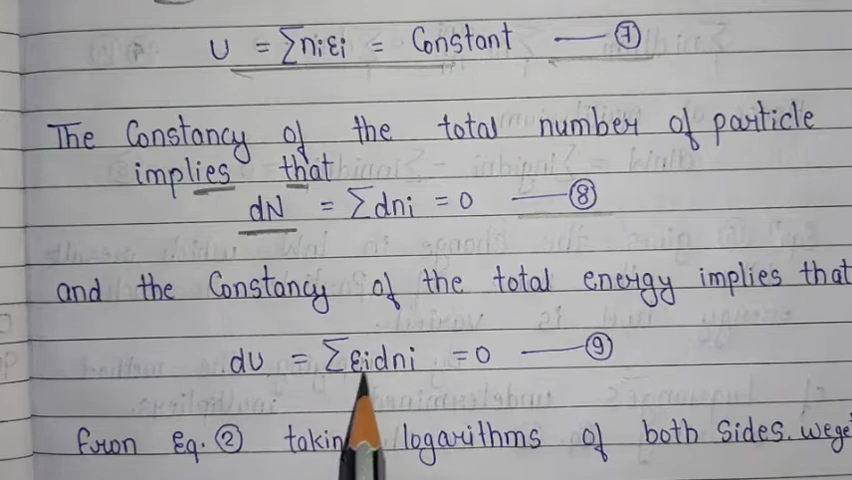 U = Σniεi = Constant — ⑦
The Constancy of the total number of particle
implies that
dN = Σdni = 0 — ⑧
and the Constancy of the total energy implies that
dU = Σεidni = 0 — ⑨
from Eq. ② takin logarithms of both sides. we ge